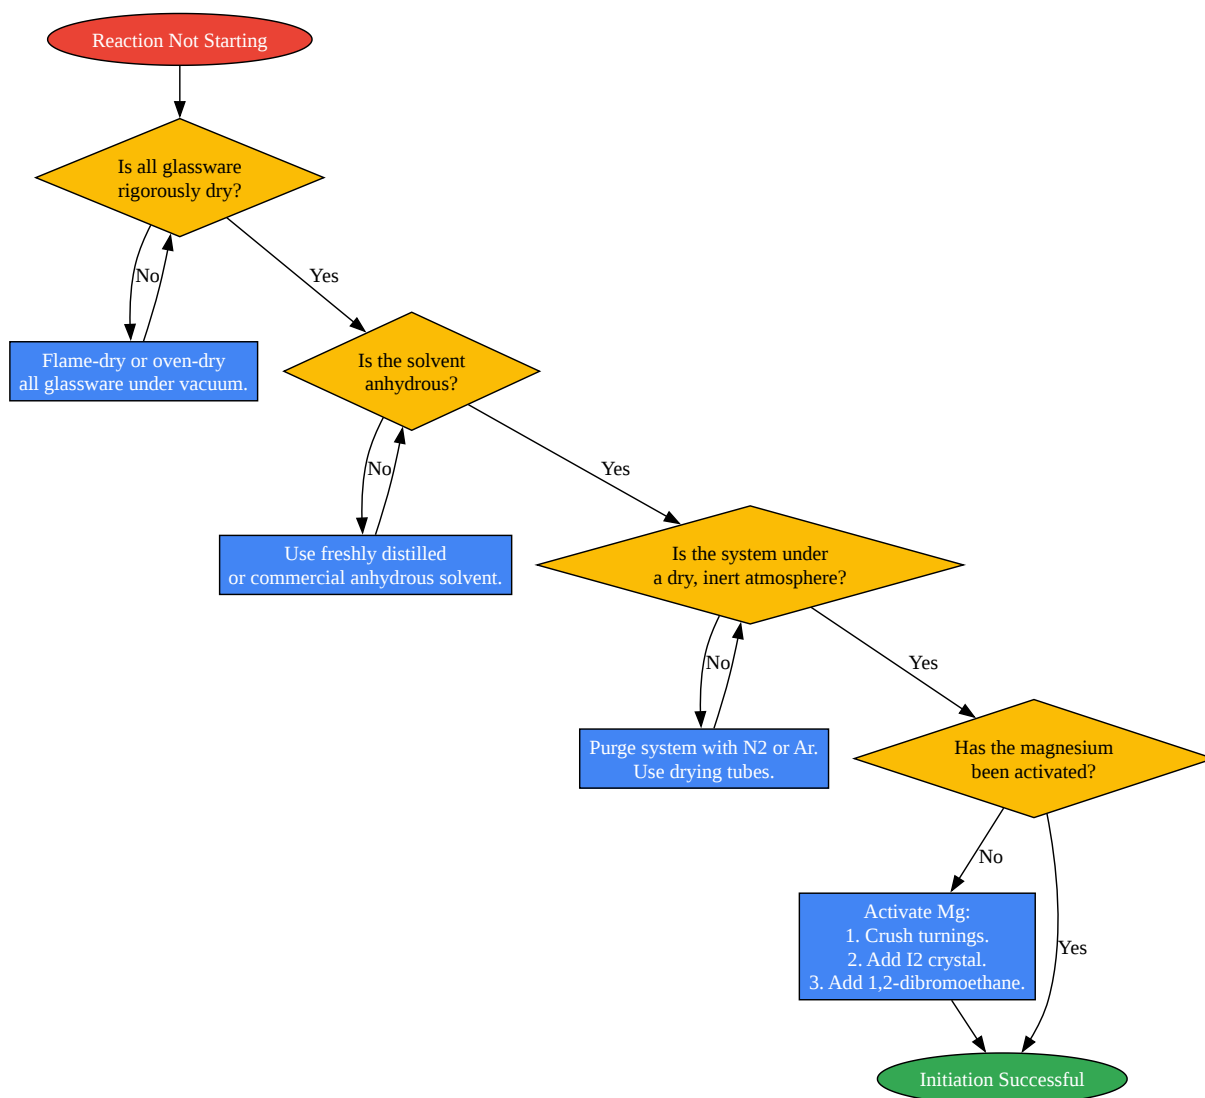 Reaction Not Starting
Is all glassware
rigorously dry?
No
Yes
Flame-dry or oven-dry
all glassware under vacuum.
Is the solvent
anhydrous?
No
Yes
Use freshly distilled
or commercial anhydrous solvent.
Is the system under
a dry, inert atmosphere?
No
Yes
Purge system with N2 or Ar.
Use drying tubes.
Has the magnesium
been activated?
No
Yes
Activate Mg:
1. Crush turnings.
2. Add I2 crystal.
3. Add 1,2-dibromoethane.
Initiation Successful